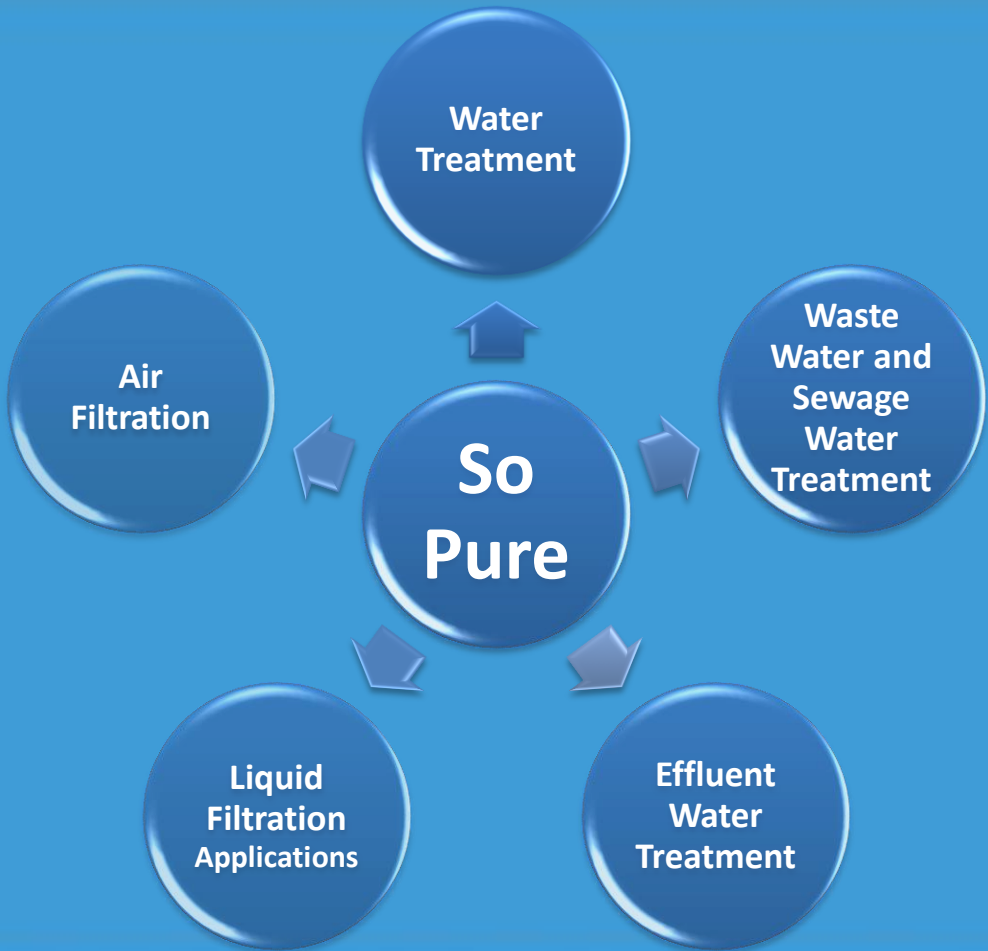 Water
Treatment
Waste
Water and
Sewage
Water
Treatment
Air
Filtration
So
Pure
Liquid
Filtration
Applications
Effluent
Water
Treatment